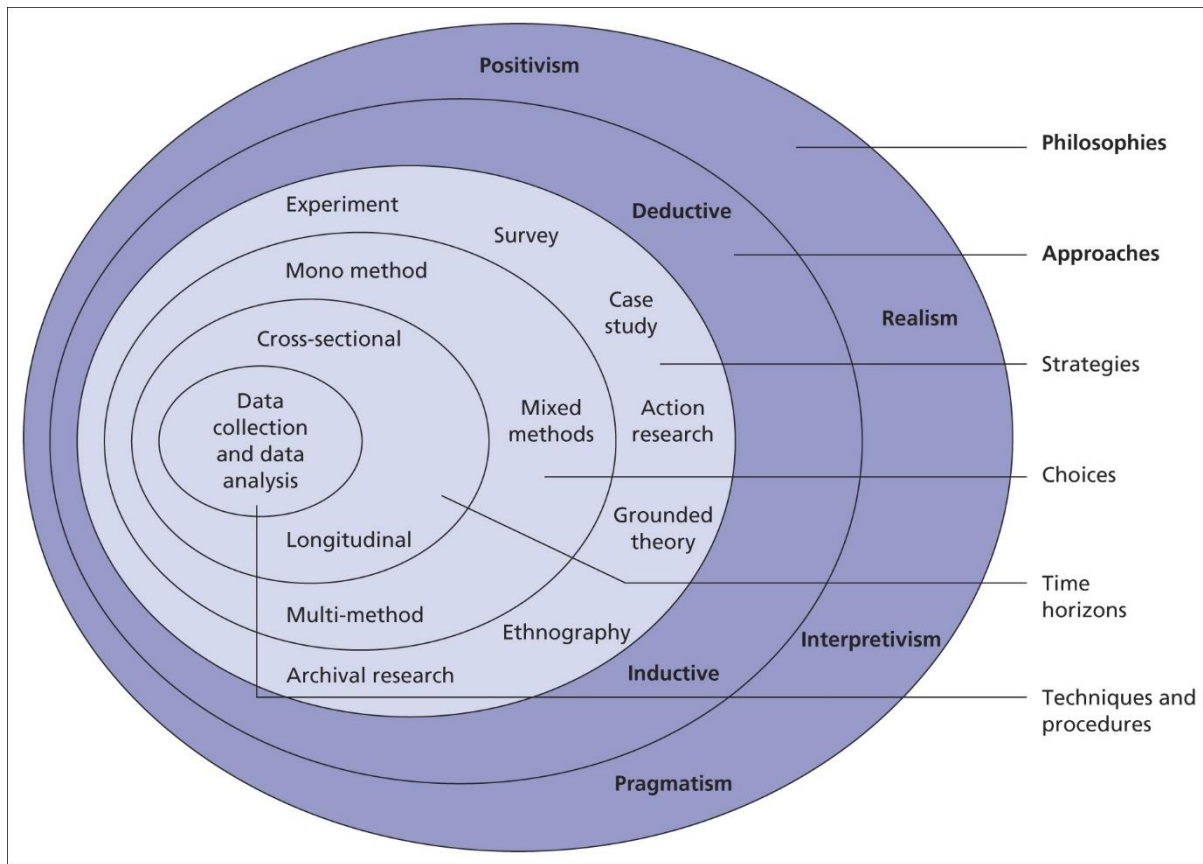 Positivism
Philosophies
Experiment
Deductive
Survey
Approaches
Mono method
Case
study
Realism
Cross-sectional
Strategies
Data
collection
and data
analysis
Mixed
methods
Action
research
Choices
Grounded
theory
Longitudinal
Time
horizons
Multi-method
Ethnography
Interpretivism
Archival research
Inductive
Techniques and
procedures
Pragmatism